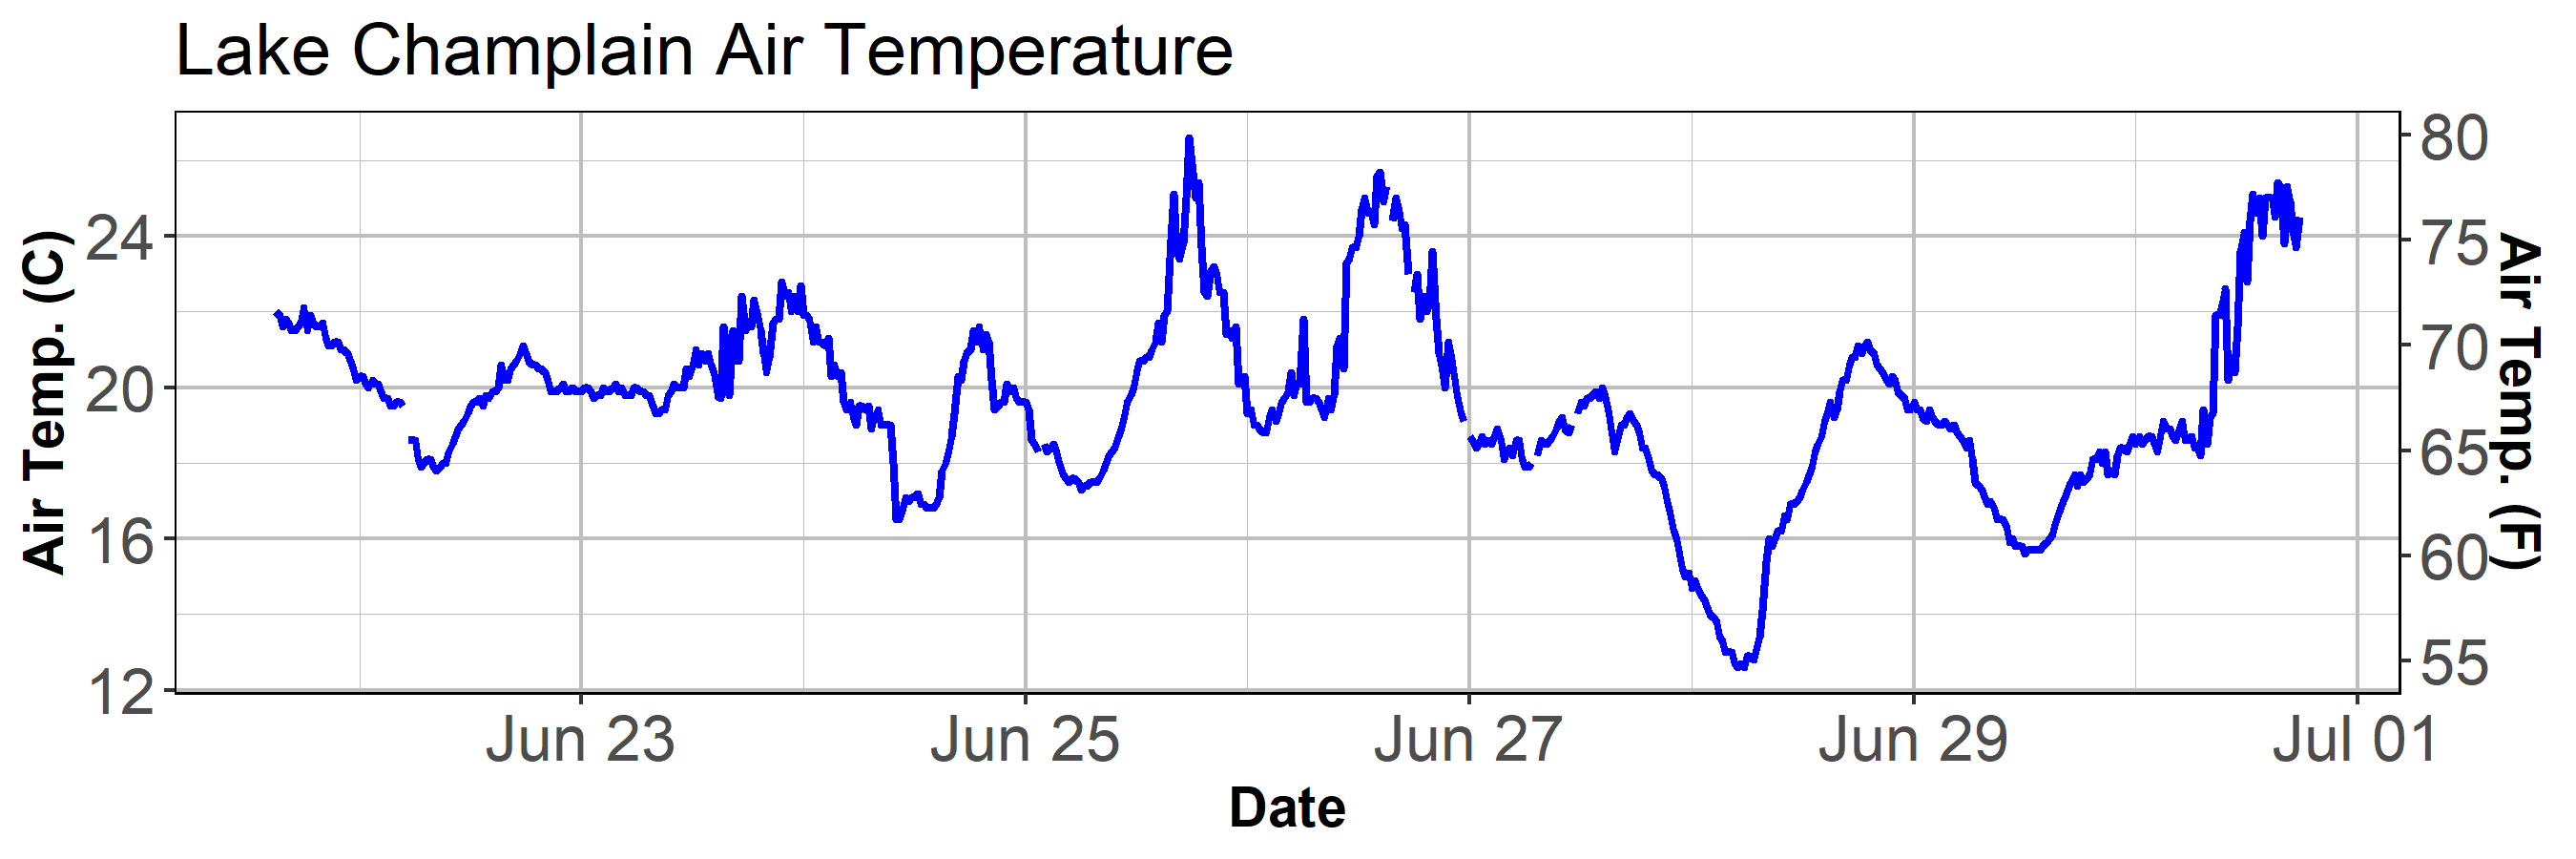 Lake Champlain Air Temperature
Air Temp. (C)
24
20
16
12
80
75
70
65
60
55
Air Temp. (F)
Jun 23
Jun 25
Jun 27
Jun 29
Jul 01
Date